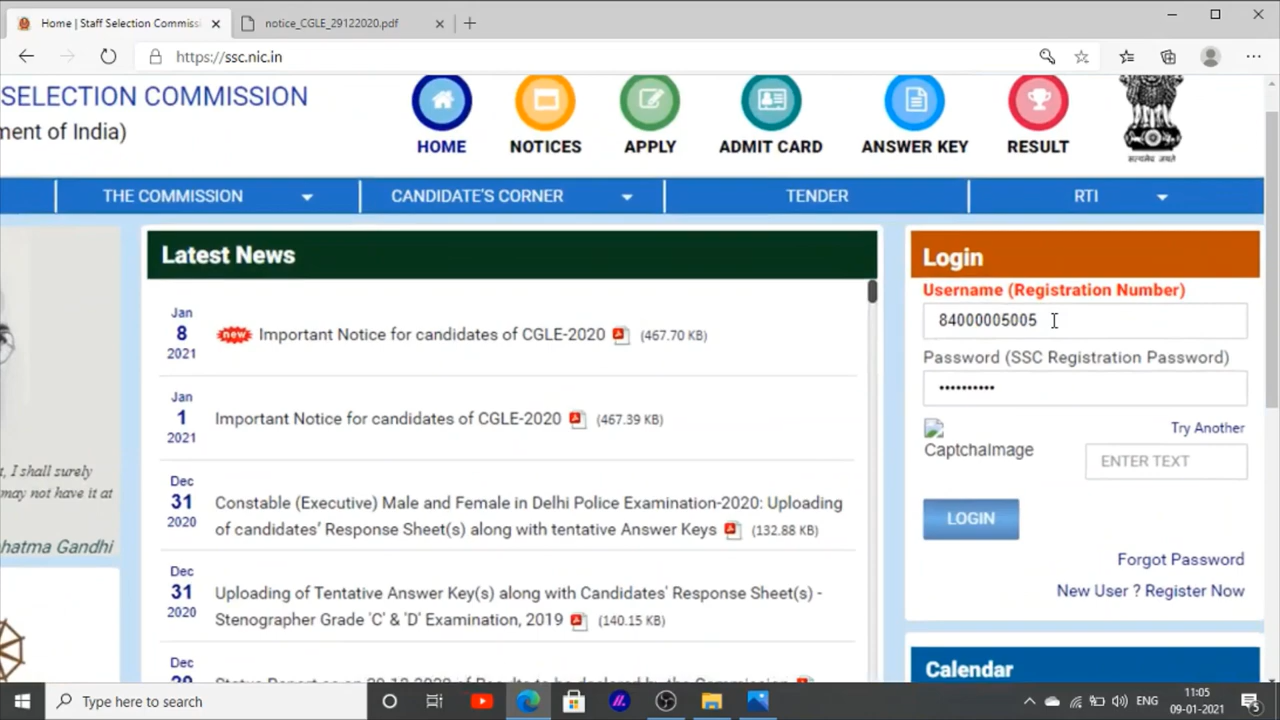 Home | Staff Selection Commissi
notice_CGLE_29122020.pdf
https://ssc.nic.in
SELECTION COMMISSION
ment of India)
HOME
NOTICES
APPLY
ADMIT CARD
ANSWER KEY
RESULT
सत्यमेव जयते
THE COMMISSION
CANDIDATE'S CORNER
TENDER
RTI
t, I shall surely
may not have it at
ahatma Gandhi
Latest News
Jan
8
2021
new
Important Notice for candidates of CGLE-2020 (467.70 KB)
Jan
1
2021
Important Notice for candidates of CGLE-2020 (467.39 KB)
Dec
31
2020
Constable (Executive) Male and Female in Delhi Police Examination-2020: Uploading
of candidates' Response Sheet(s) along with tentative Answer Keys (132.88 KB)
Dec
31
2020
Uploading of Tentative Answer Key(s) along with Candidates' Response Sheet(s) -
Stenographer Grade 'C' & 'D' Examination, 2019 (140.15 KB)
Dec
Login
Username (Registration Number)
84000005005
Password (SSC Registration Password)
••••••••••
CaptchaImage
Try Another
ENTER TEXT
LOGIN
Forgot Password
New User ? Register Now
Calendar
Type here to search
ENG
11:05
09-01-2021
5